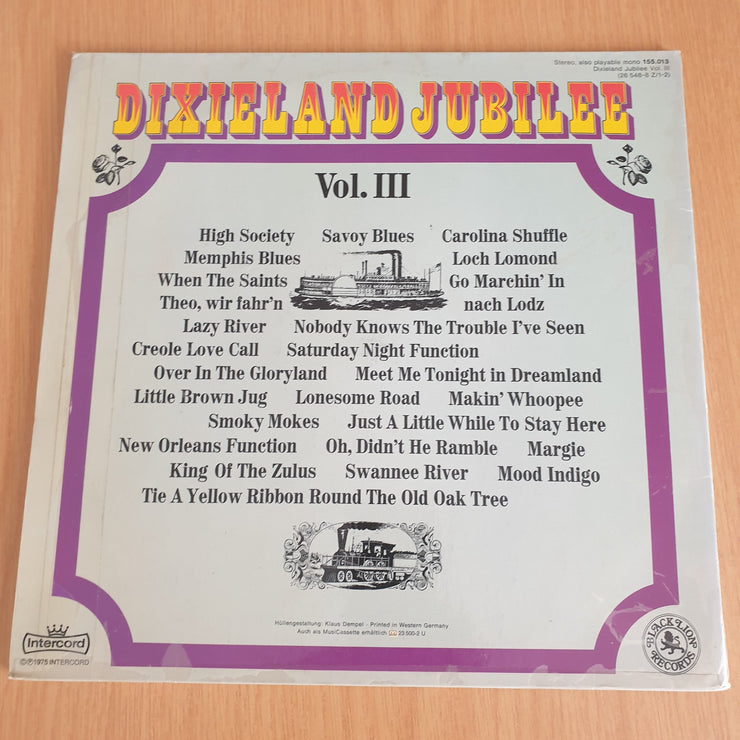 Stereo, also playable mono 155.013
Dixieland Jubilee Vol. III
(26 548-8 Z/1-2)
DIXIELAND JUBILEE
Vol. III
High Society Savoy Blues Carolina Shuffle
Memphis Blues Loch Lomond
When The Saints Go Marchin' In
Theo, wir fahr'n nach Lodz
Lazy River Nobody Knows The Trouble I've Seen
Creole Love Call Saturday Night Function
Over In The Gloryland Meet Me Tonight in Dreamland
Little Brown Jug Lonesome Road Makin' Whoopee
Smoky Mokes Just A Little While To Stay Here
New Orleans Function Oh, Didn't He Ramble Margie
King Of The Zulus Swannee River Mood Indigo
Tie A Yellow Ribbon Round The Old Oak Tree
Hüllengestaltung: Klaus Dempel - Printed in Western Germany
Auch als MusiCassette erhältlich 23 500-2 U
Intercord
©℗1975 INTERCORD
BLACK LION
RECORDS